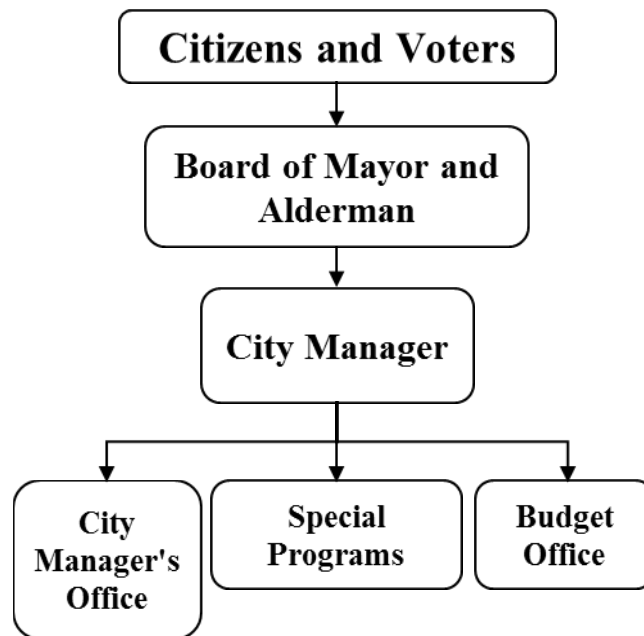 Citizens and Voters
Board of Mayor and
Alderman
City Manager
City
Manager's
Office
Special
Programs
Budget
Office